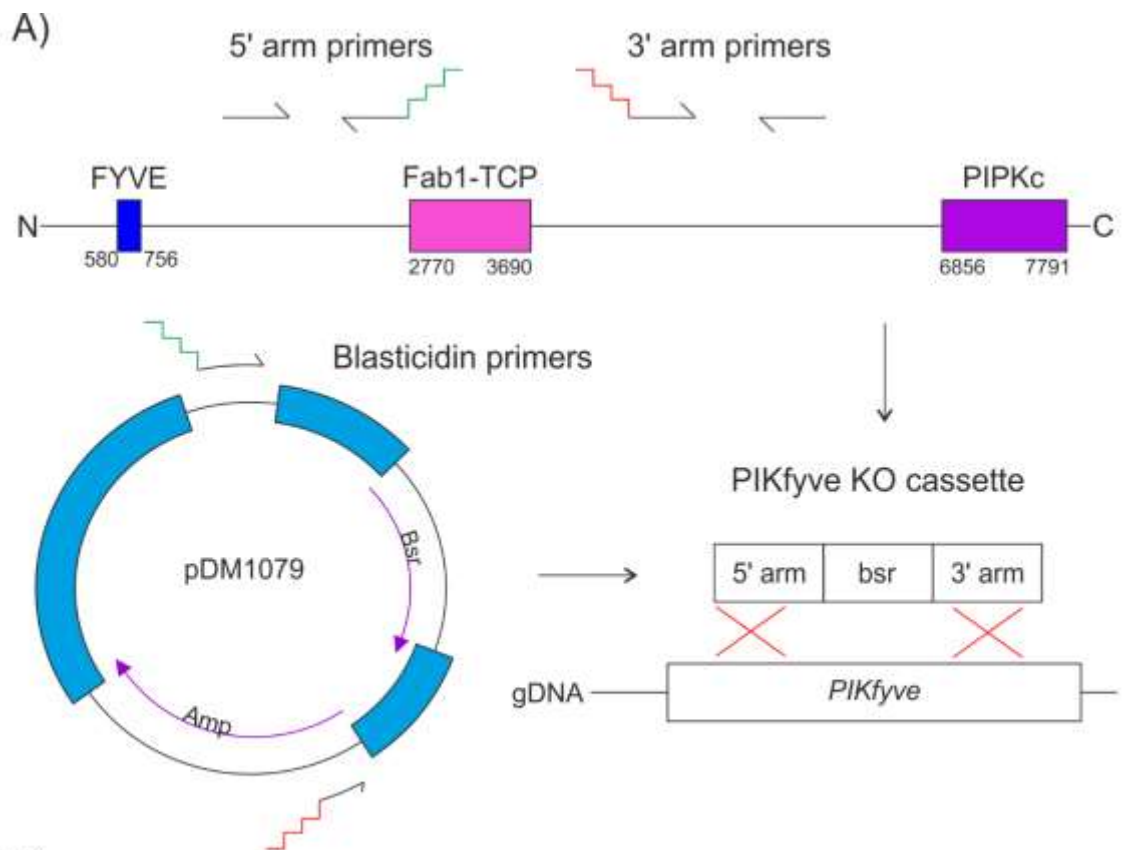 A)
5' arm primers
3' arm primers
FYVE
Fab1-TCP
PIPKc
N
C
580
756
2770
3690
6856
7791
Blasticidin primers
PIKfyve KO cassette
Bsr
pDM1079
5' arm
bsr
3' arm
gDNA
PIKfyve
Amp